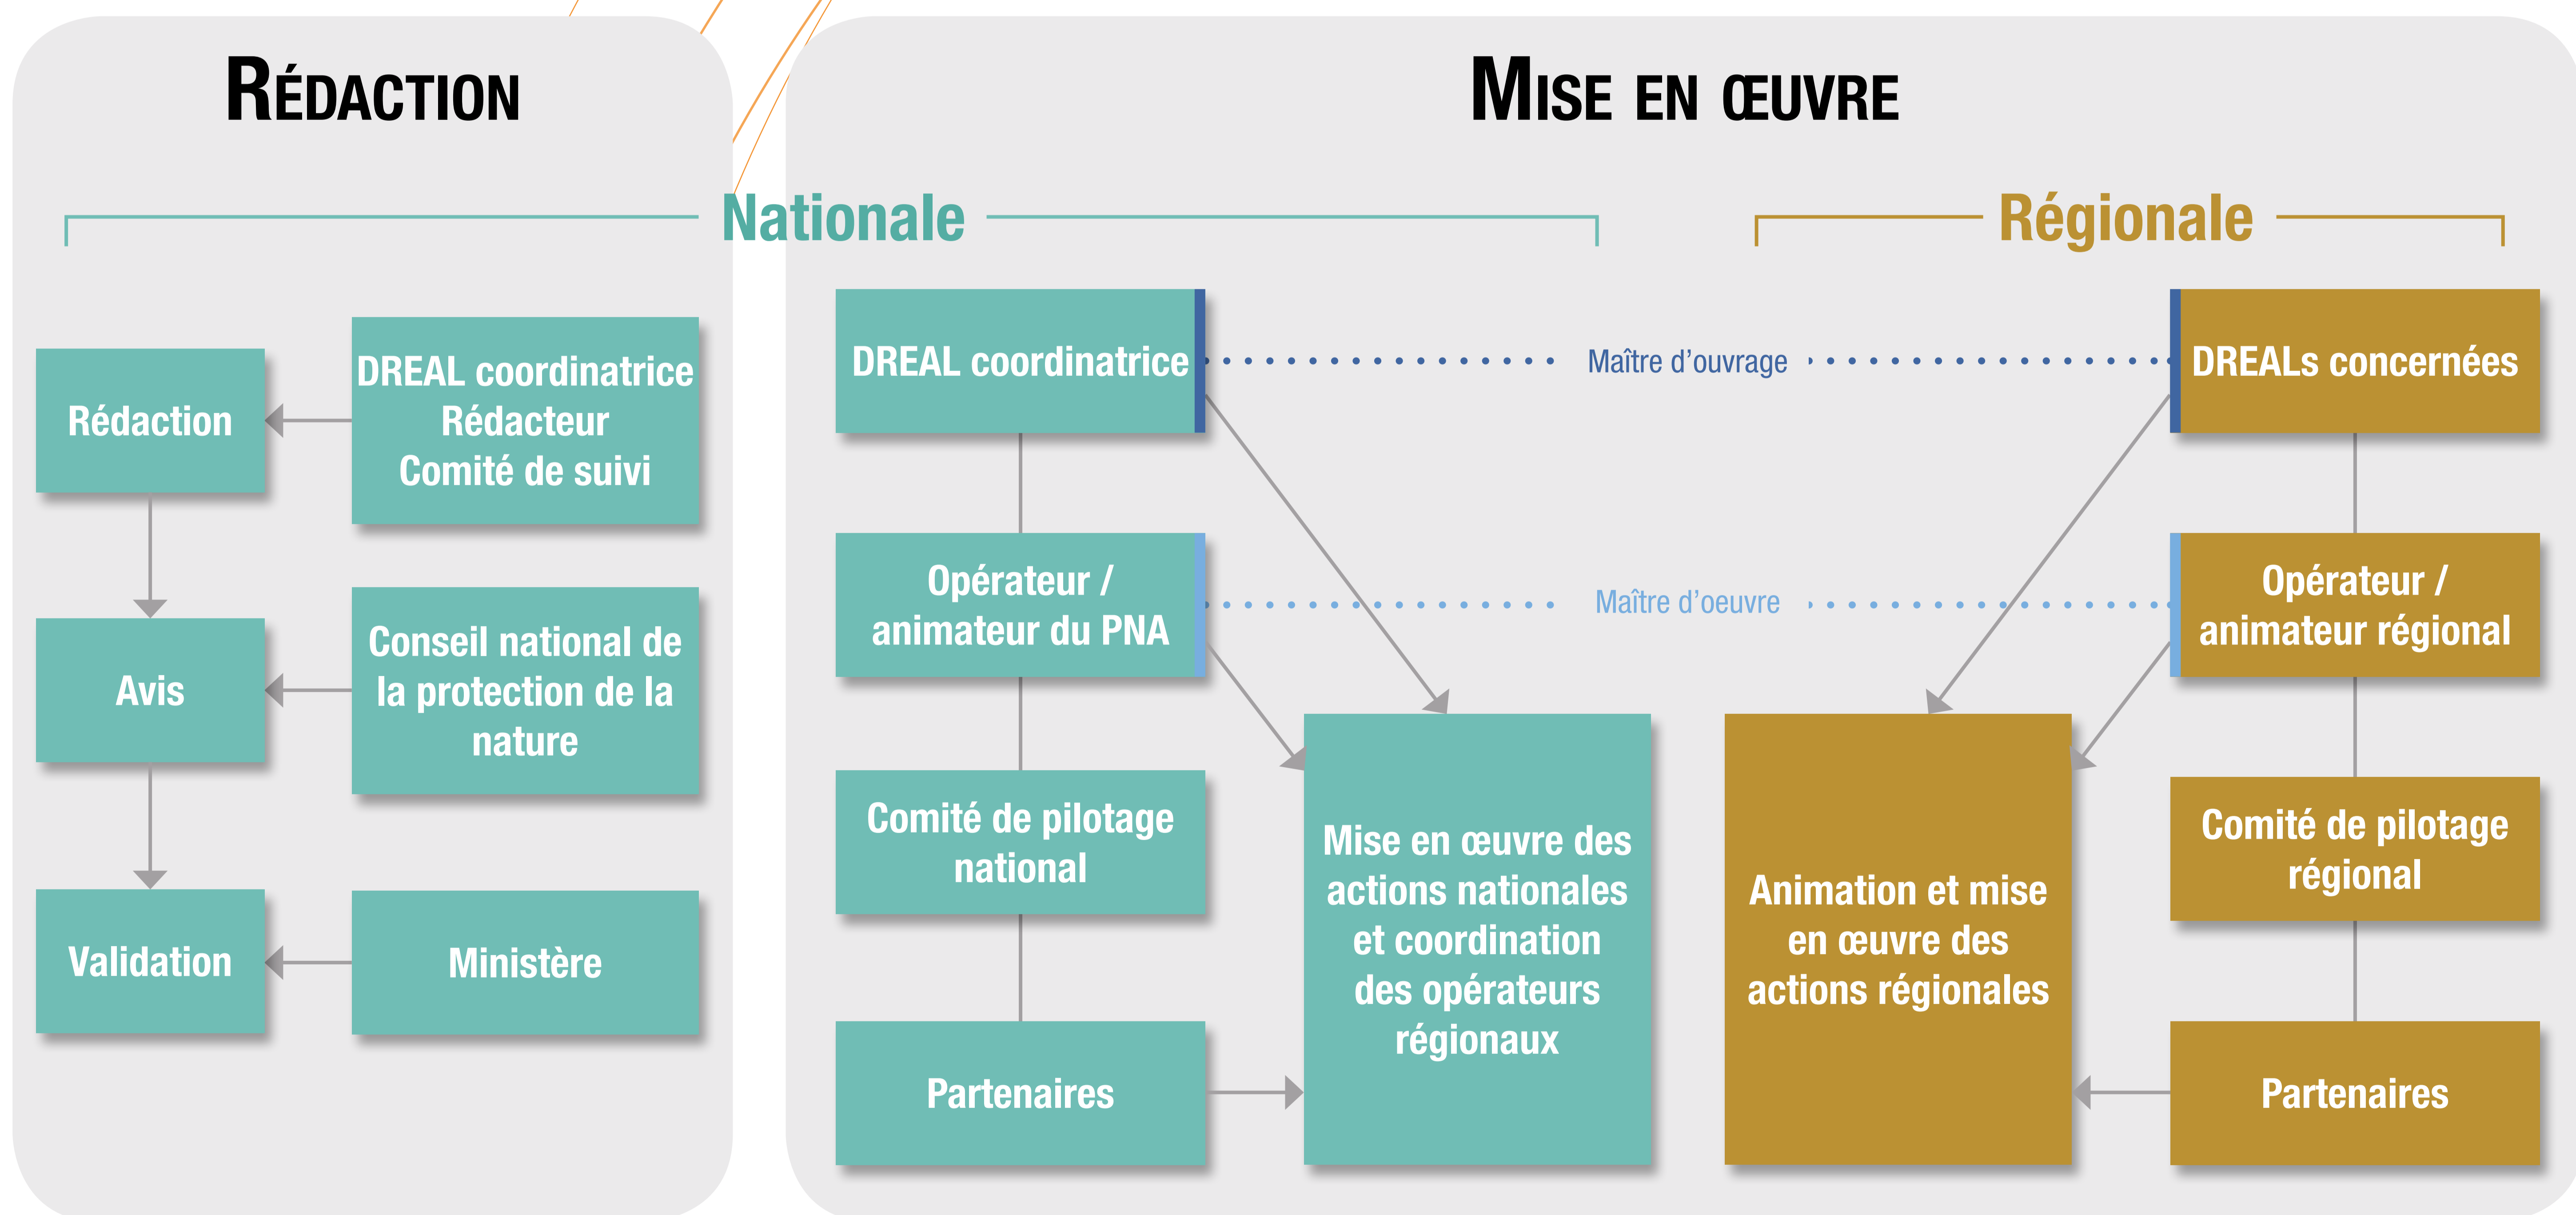 RÉDACTION
MISE EN ŒUVRE
Nationale
Régionale
Rédaction
DREAL coordinatrice
Rédacteur
Comité de suivi
Avis
Conseil national de
la protection de la
nature
Validation
Ministère
DREAL coordinatrice
Maître d’ouvrage
DREALs concernées
Opérateur /
animateur du PNA
Maître d’oeuvre
Opérateur /
animateur régional
Comité de pilotage
national
Mise en œuvre des
actions nationales
et coordination
des opérateurs
régionaux
Animation et mise
en œuvre des
actions régionales
Comité de pilotage
régional
Partenaires
Partenaires